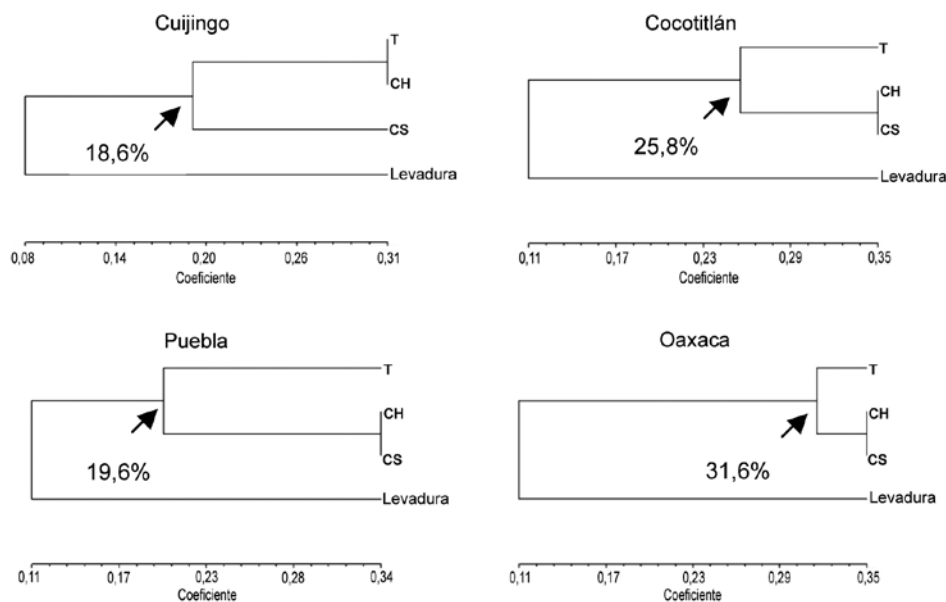 Cuijingo
T
CH
CS
18,6%
Levadura
0,08 0,14 0,20 0,26 0,31
Coeficiente
Cocotitlán
T
CH
CS
25,8%
Levadura
0,11 0,17 0,23 0,29 0,35
Coeficiente
Puebla
T
CH
CS
19,6%
Levadura
0,11 0,17 0,23 0,28 0,34
Coeficiente
Oaxaca
T
CH
CS
31,6%
Levadura
0,11 0,17 0,23 0,29 0,35
Coeficiente